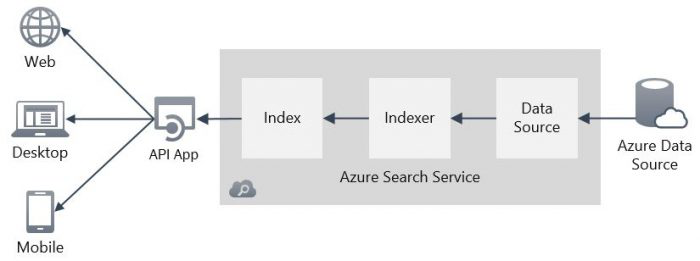 Web
Desktop
Mobile
API App
Index
Indexer
Data
Source
Azure Search Service
Azure Data
Source